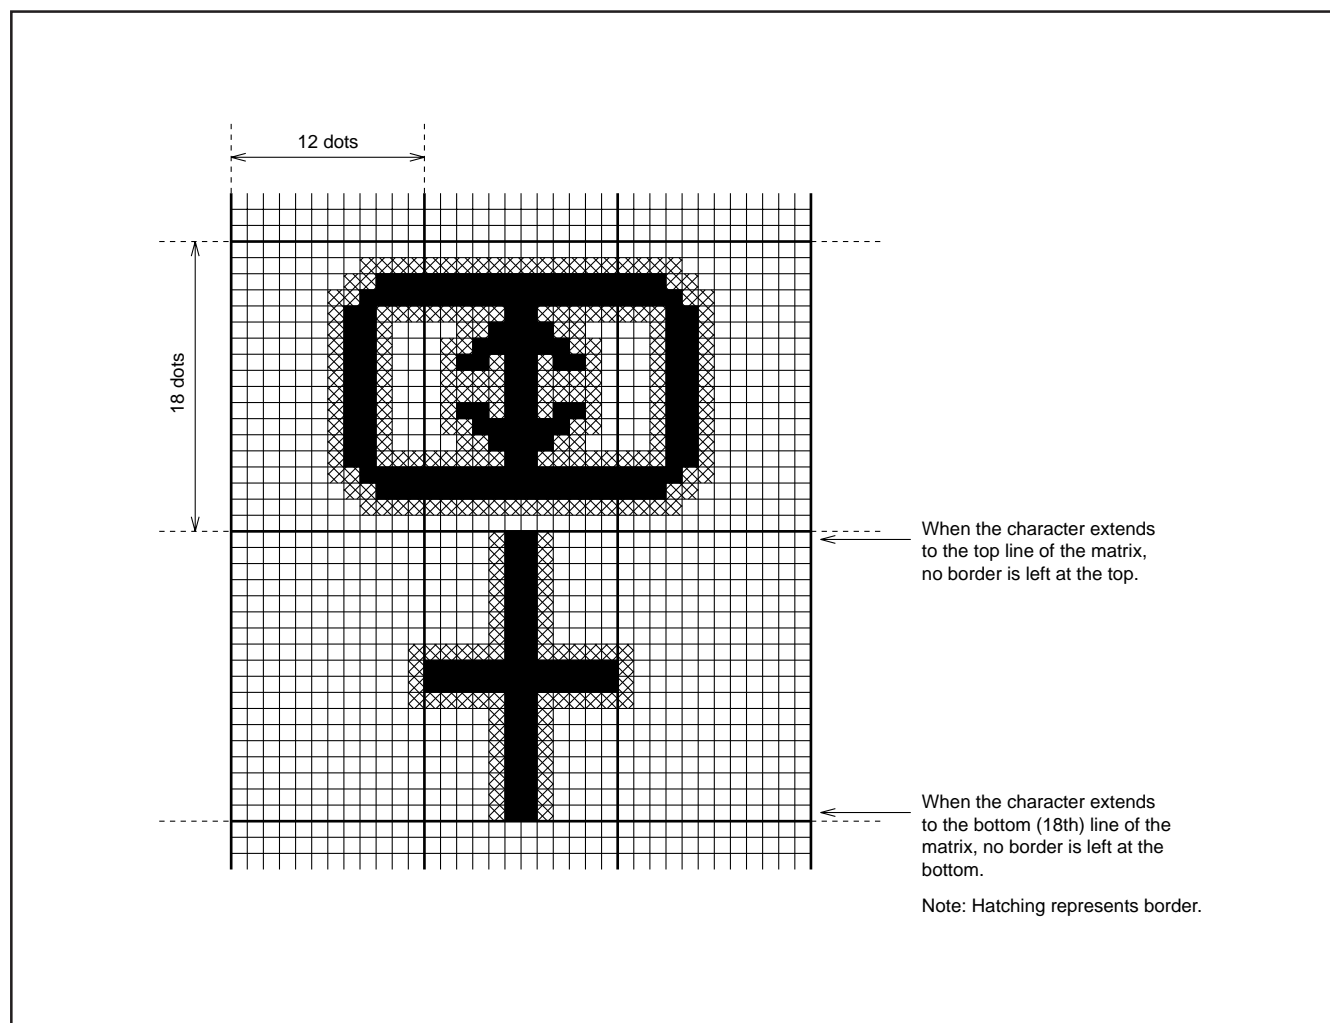 12 dots
18 dots
When the character extends
to the top line of the matrix,
no border is left at the top.
When the character extends
to the bottom (18th) line of the
matrix, no border is left at the
bottom.
Note: Hatching represents border.